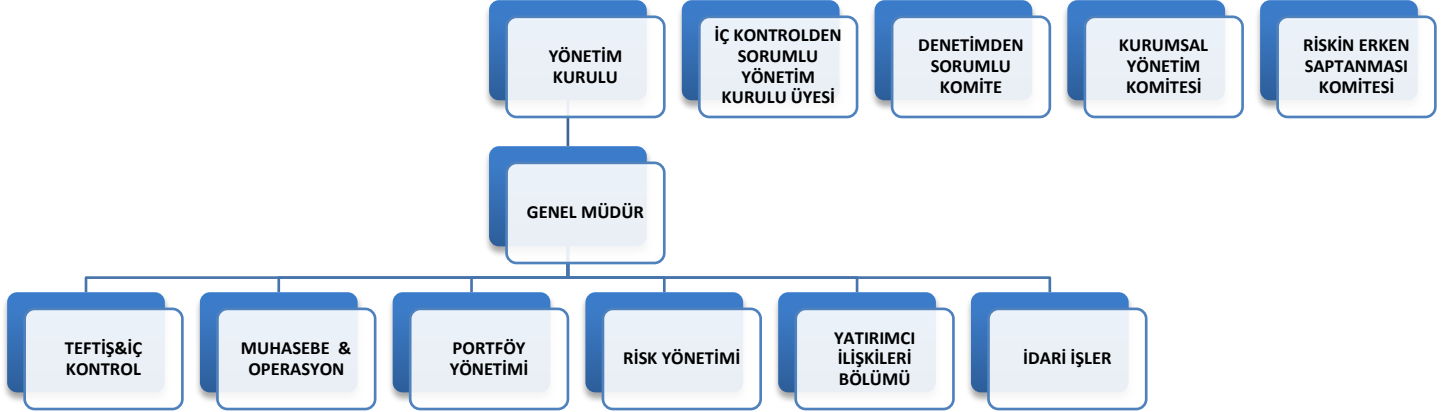 YÖNETİM
KURULU
İÇ KONTROLDEN
SORUMLU
YÖNETİM
KURULU ÜYESİ
DENETİMDEN
SORUMLU
KOMİTE
KURUMSAL
YÖNETİM
KOMİTESİ
RİSKİN ERKEN
SAPTANMASI
KOMİTESİ
GENEL MÜDÜR
TEFTİŞ&İÇ
KONTROL
MUHASEBE &
OPERASYON
PORTFÖY
YÖNETİMİ
RİSK YÖNETİMİ
YATIRIMCI
İLİŞKİLERİ
BÖLÜMÜ
İDARİ İŞLER